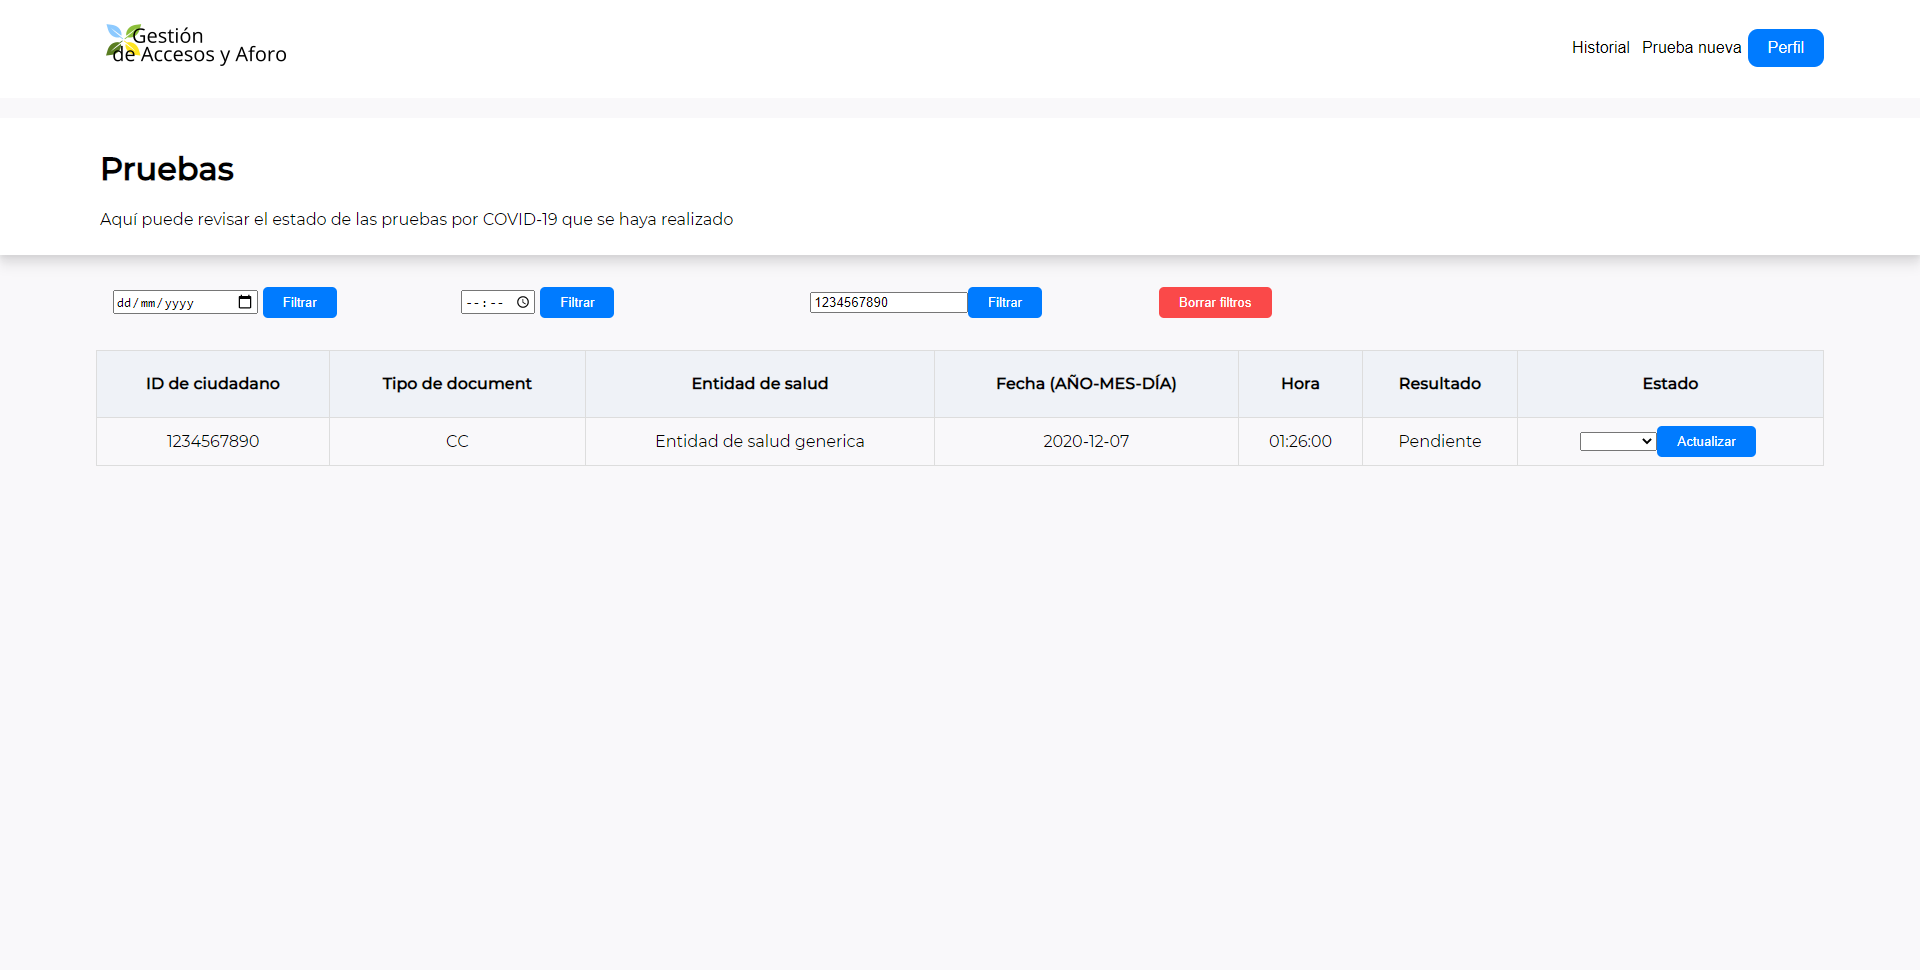 Gestión
de Accesos y Aforo
Historial Prueba nueva Perfil
Pruebas
Aquí puede revisar el estado de las pruebas por COVID-19 que se haya realizado
dd/mm/yyyy Filtrar --:-- Filtrar 1234567890 Filtrar Borrar filtros
ID de ciudadano Tipo de document Entidad de salud Fecha (AÑO-MES-DÍA) Hora Resultado Estado
1234567890 CC Entidad de salud generica 2020-12-07 01:26:00 Pendiente Actualizar